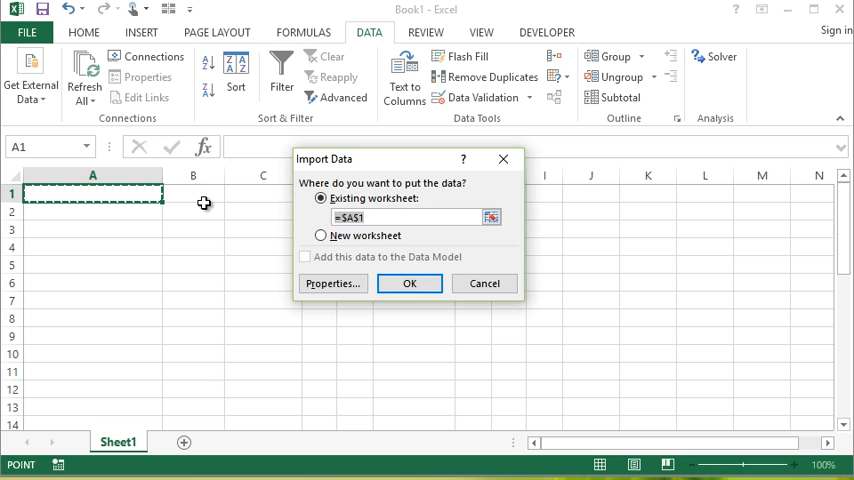 Book1 - Excel
?
FILE HOME INSERT PAGE LAYOUT FORMULAS DATA REVIEW VIEW DEVELOPER Sign in
Get External Data
Refresh All
Connections
Properties
Edit Links
Connections
Sort
Filter
Clear
Reapply
Advanced
Sort & Filter
Text to Columns
Flash Fill
Remove Duplicates
Data Validation
Data Tools
Group
Ungroup
Subtotal
Outline
Solver
Analysis
A1
fx
A B C I J K L M N
1
2
3
4
5
6
7
8
9
10
11
12
13
14
Import Data ?
Where do you want to put the data?
Existing worksheet:
=$A$1
New worksheet
Add this data to the Data Model
Properties... OK Cancel
Sheet1
POINT 100%